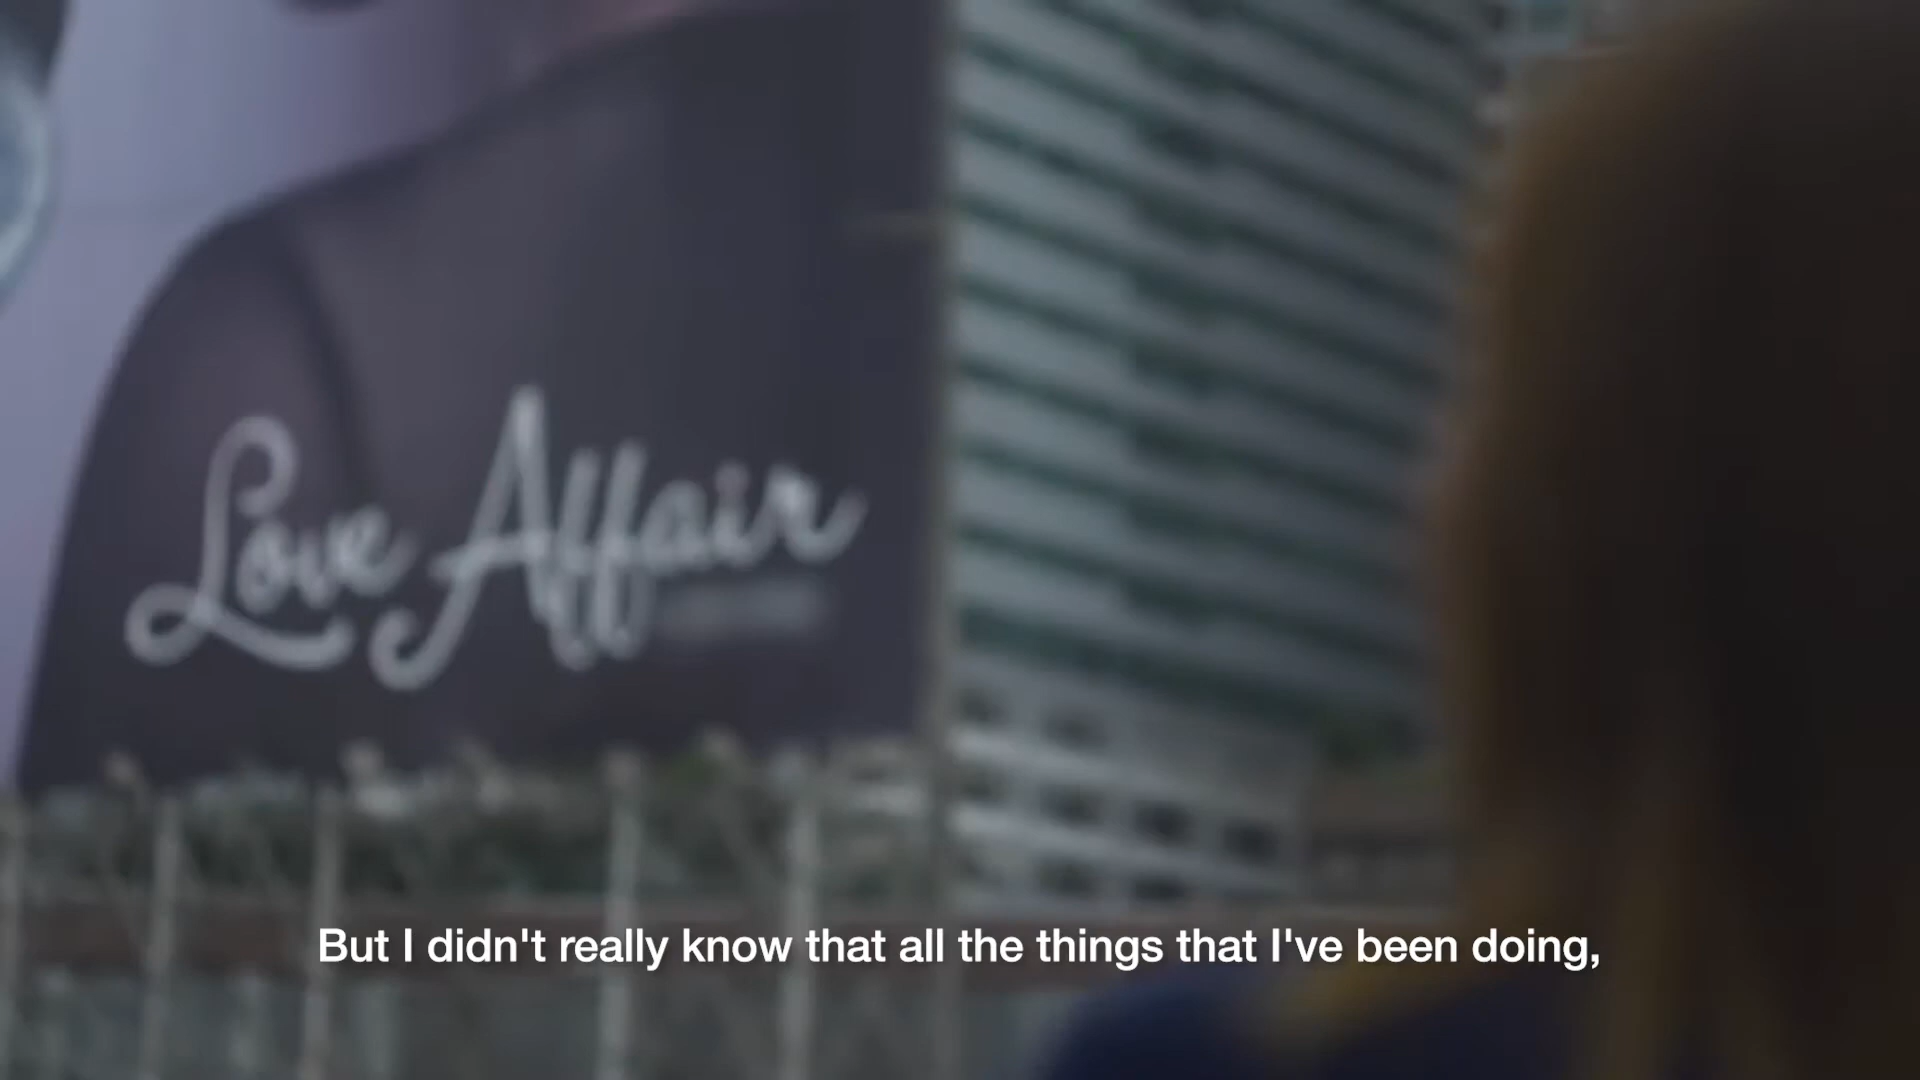 Love Affair
But I didn't really know that all the things that I've been doing,